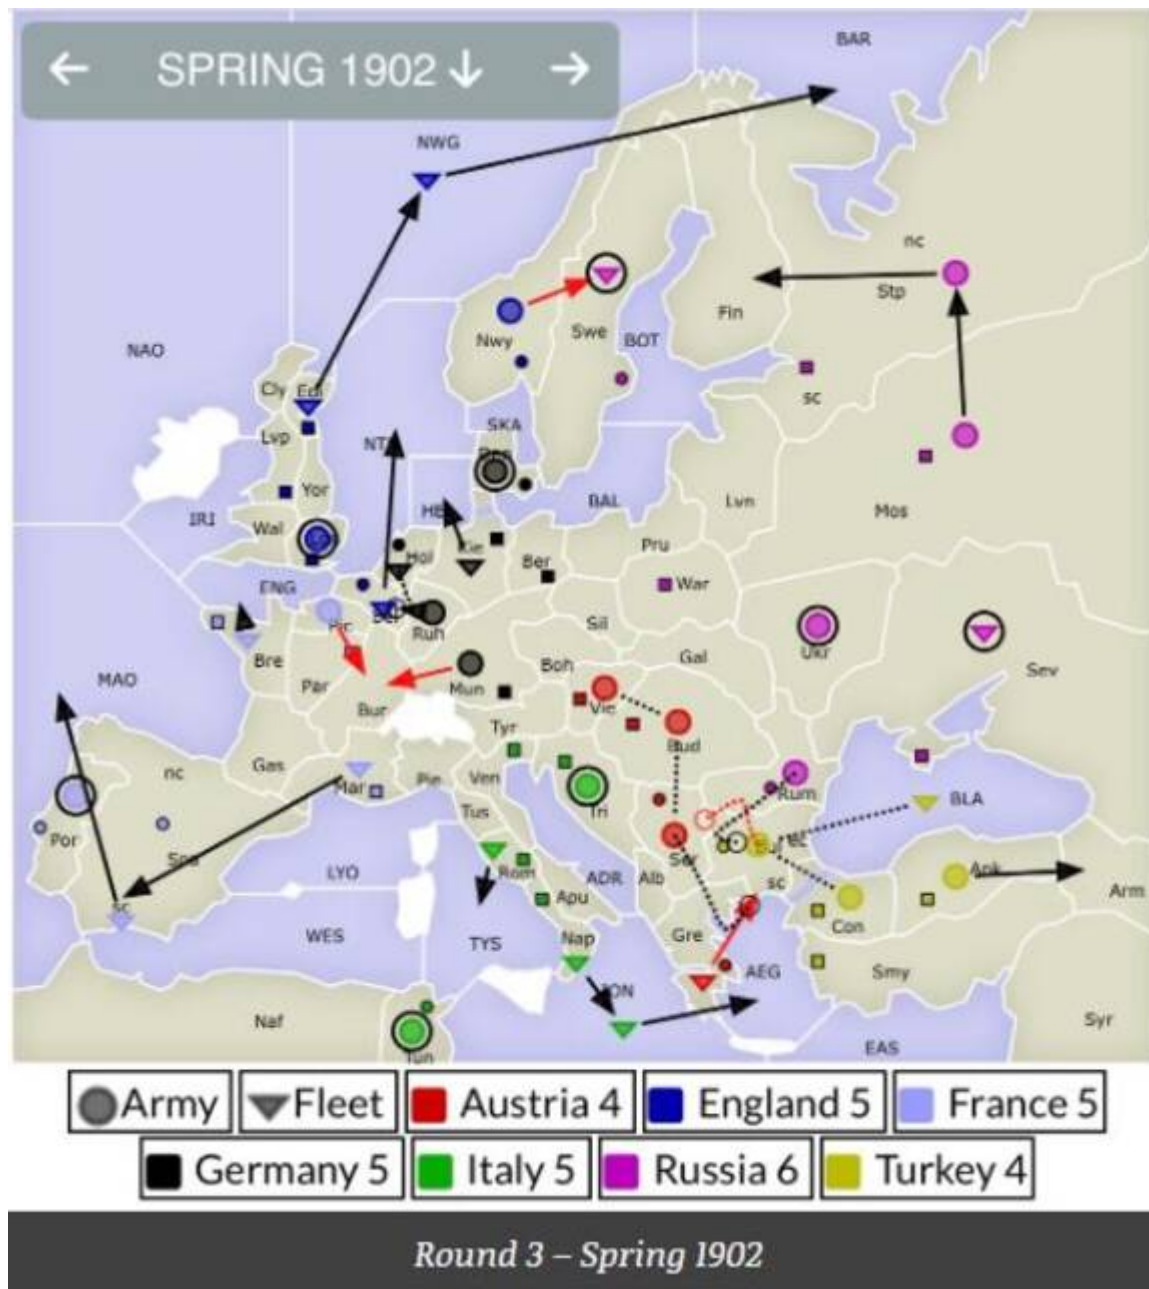 SPRING 1902 ↓
BAR
NWG
nc
Stp
NAO
Nwy
Swe
BOT
Fin
sc
Cly
Lvp
SKA
Yor
IRI
Wal
BAL
Lvn
Mos
Hol
Ber
Pru
War
ENG
Ruh
Sil
Ukr
Bre
Boh
Gal
Sev
MAO
Par
Mun
Vie
Bur
Tyr
Bud
Gas
nc
Mar
Pie
Ven
Tri
Rum
BLA
Tus
Por
Spa
Ser
ec
Ank
LYO
Rom
ADR
Alb
sc
Arm
sc
Apu
Con
WES
TYS
Nap
Gre
AEG
Smy
ION
Naf
Tun
EAS
Syr
Army
Fleet
Austria 4
England 5
France 5
Germany 5
Italy 5
Russia 6
Turkey 4
Round 3 – Spring 1902